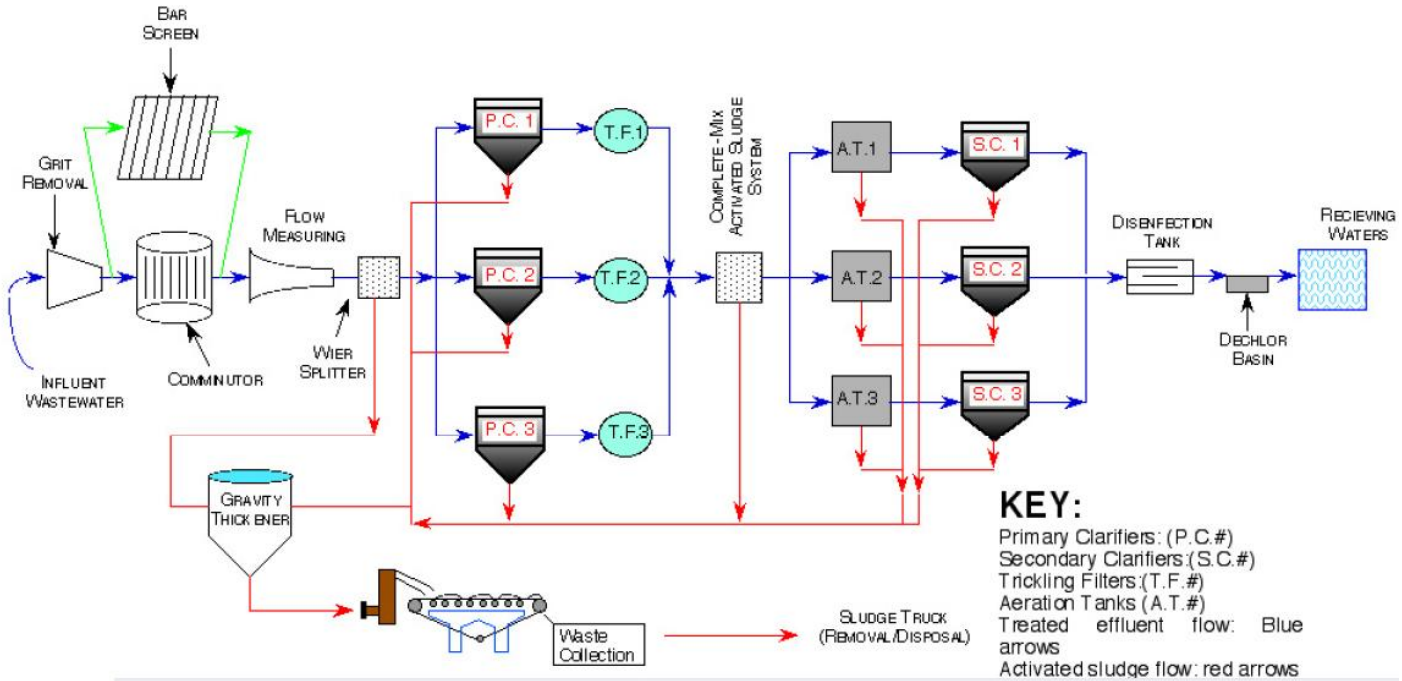 BAR
SCREEN
GRIT
REMOVAL
FLOW
MEASURING
INFLUENT
WASTEWATER
COMMINUTOR
WIER
SPLITTER
P.C. 1
T.F.1
P.C. 2
T.F.2
P.C. 3
T.F.3
COMPLETE-MIX
ACTIVATED SLUDGE
SYSTEM
A.T.1
S.C. 1
A.T.2
S.C. 2
A.T.3
S.C. 3
DISENFECTION
TANK
RECIEVING
WATERS
DECHLOR
BASIN
GRAVITY
THICKENER
Waste
Collection
SLUDGE TRUCK
(REMOVAL/DISPOSAL)
KEY:
Primary Clarifiers: (P.C.#)
Secondary Clarifiers:(S.C.#)
Trickling Filters:(T.F.#)
Aeration Tanks (A.T.#)
Treated effluent flow: Blue
arrows
Activated sludge flow: red arrows